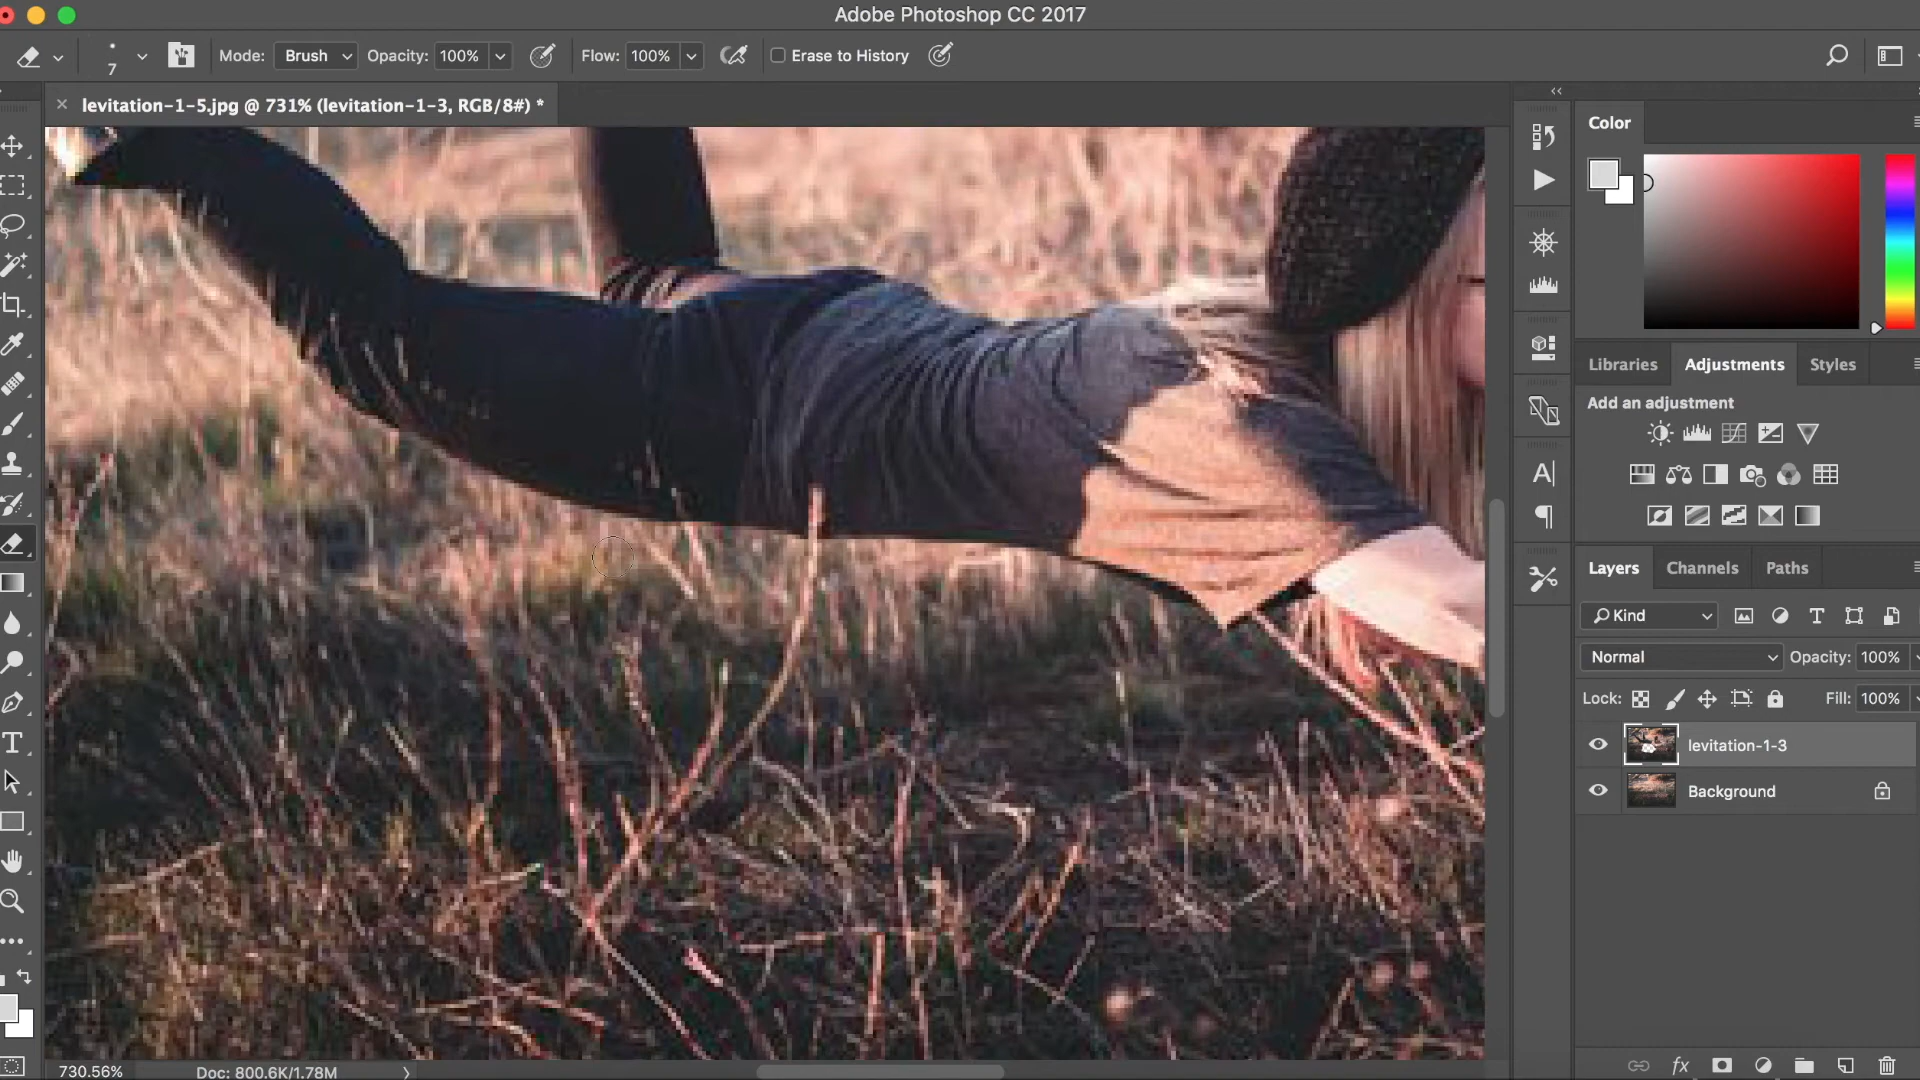 Adobe Photoshop CC 2017
7 Mode: Brush Opacity: 100% Flow: 100% Erase to History
levitation-1-5.jpg @ 731% (levitation-1-3, RGB/8#) *
Color
Libraries Adjustments Styles
Add an adjustment
Layers Channels Paths
Kind
Normal Opacity: 100%
Lock: Fill: 100%
levitation-1-3
Background
730.56% Doc: 800.6K/1.78M